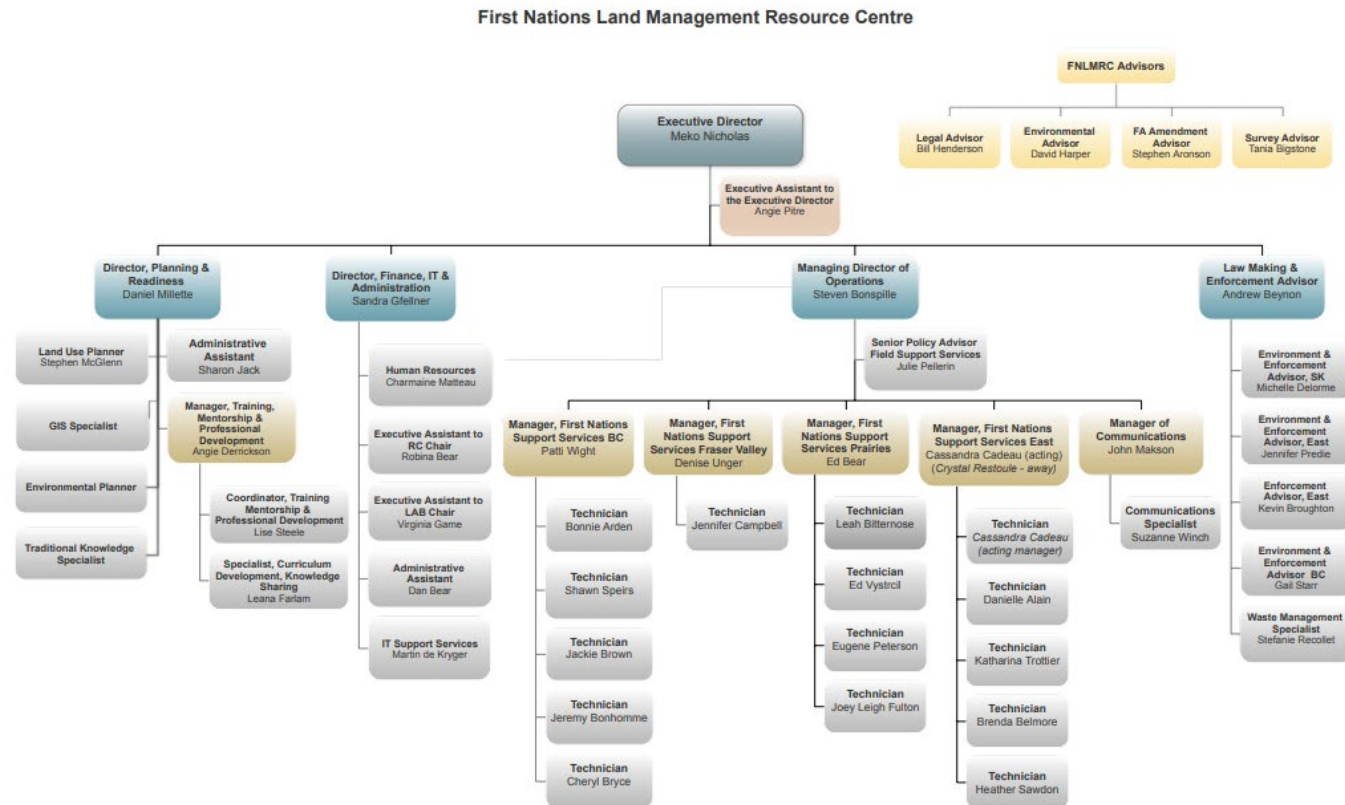 First Nations Land Management Resource Centre
FNLMRC Advisors
Legal Advisor
Bill Henderson
Environmental
Advisor
David Harper
FA Amendment
Advisor
Stephen Aronson
Survey Advisor
Tania Bigstone
Executive Director
Meko Nicholas
Executive Assistant to
the Executive Director
Angie Pitre
Director, Planning &
Readiness
Daniel Millette
Land Use Planner
Stephen McGlenn
Administrative
Assistant
Sharon Jack
GIS Specialist
Manager, Training,
Mentorship &
Professional
Development
Angie Derrickson
Environmental Planner
Coordinator, Training
Mentorship &
Professional Development
Lise Steele
Traditional Knowledge
Specialist
Specialist, Curriculum
Development, Knowledge
Sharing
Leana Farlam
Director, Finance, IT &
Administration
Sandra Gfellner
Human Resources
Charmaine Matteau
Executive Assistant to
RC Chair
Robina Bear
Executive Assistant to
LAB Chair
Virginia Game
Administrative
Assistant
Dan Bear
IT Support Services
Martin de Kryger
Managing Director of
Operations
Steven Bonspille
Senior Policy Advisor
Field Support Services
Julie Pellerin
Manager, First Nations
Support Services BC
Patti Wight
Technician
Bonnie Arden
Technician
Shawn Speirs
Technician
Jackie Brown
Technician
Jeremy Bonhomme
Technician
Cheryl Bryce
Manager, First
Nations Support
Services Fraser Valley
Denise Unger
Technician
Jennifer Campbell
Manager, First
Nations Support
Services Prairies
Ed Bear
Technician
Leah Bitternose
Technician
Ed Vystrcil
Technician
Eugene Peterson
Technician
Joey Leigh Fulton
Manager, First Nations
Support Services East
Cassandra Cadeau (acting)
(Crystal Restoule - away)
Technician
Cassandra Cadeau
(acting manager)
Technician
Danielle Alain
Technician
Katharina Trottier
Technician
Brenda Belmore
Technician
Heather Sawdon
Manager of
Communications
John Makson
Communications
Specialist
Suzanne Winch
Law Making &
Enforcement Advisor
Andrew Beynon
Environment &
Enforcement
Advisor, SK
Michelle Delorme
Environment &
Enforcement
Advisor, East
Jennifer Predie
Enforcement
Advisor, East
Kevin Broughton
Environment &
Enforcement
Advisor BC
Gail Starr
Waste Management
Specialist
Stefanie Recollet